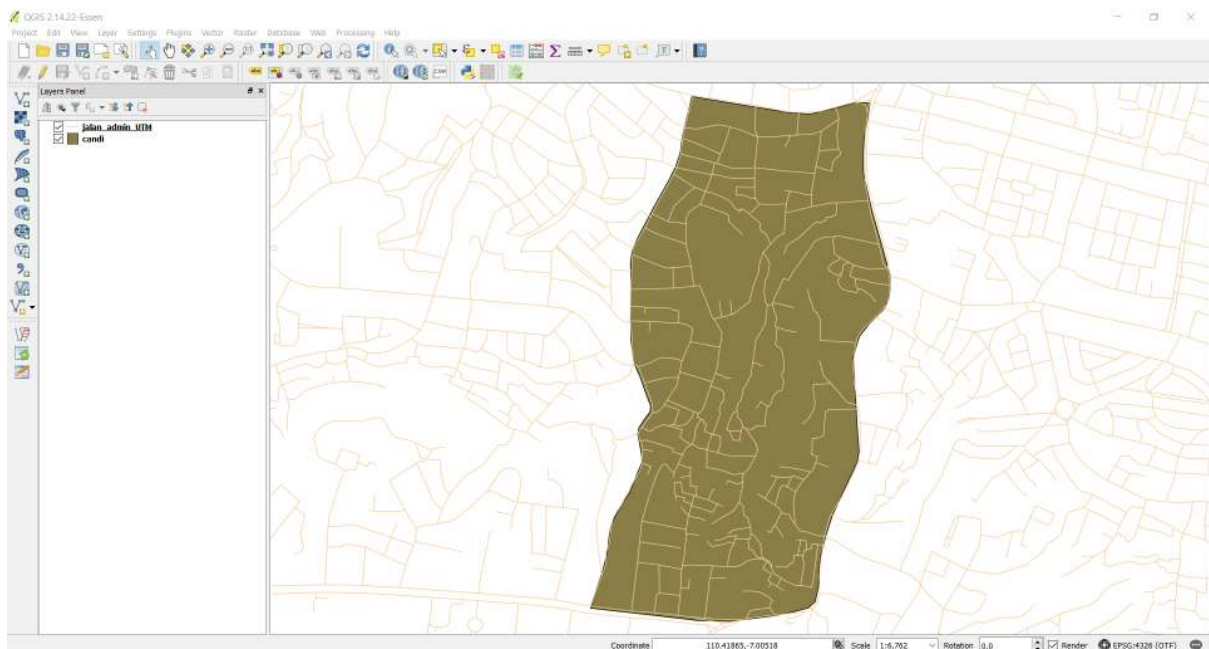 QGIS 2.14.22-Essen
Project Edit View Layer Settings Plugins Vector Raster Database Web Processing Help
Layers Panel
jalan_admin_UTM
candi
Coordinate 110.41865,-7.00518 Scale 1:6.762 Rotation 0.0 Render EPSG:4326 (OTF)